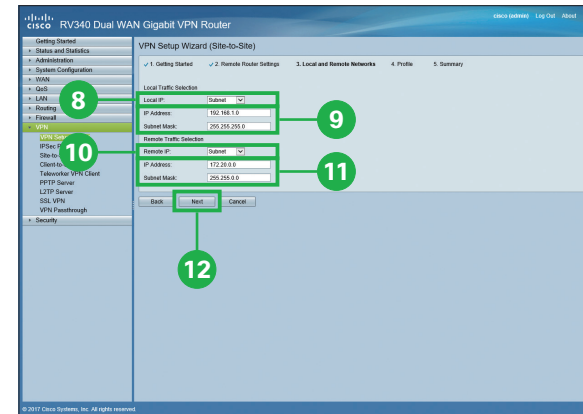 cisco RV340 Dual WAN Gigabit VPN Router
cisco (admin) Log Out About
Getting Started
Status and Statistics
Administration
System Configuration
WAN
QoS
LAN
Routing
Firewall
VPN
VPN Se
IPSec P
Site-to-
Client-to-
Teleworker VPN Client
PPTP Server
L2TP Server
SSL VPN
VPN Passthrough
Security
VPN Setup Wizard (Site-to-Site)
1. Getting Started 2. Remote Router Settings 3. Local and Remote Networks 4. Profile 5. Summary
Local Traffic Selection
8
Local IP: Subnet
IP Address: 192.168.1.0
9
Subnet Mask: 255.255.255.0
Remote Traffic Selection
10
Remote IP: Subnet
IP Address: 172.20.0.0
11
Subnet Mask: 255.255.0.0
Back Next Cancel
12
© 2017 Cisco Systems, Inc. All rights reserved.